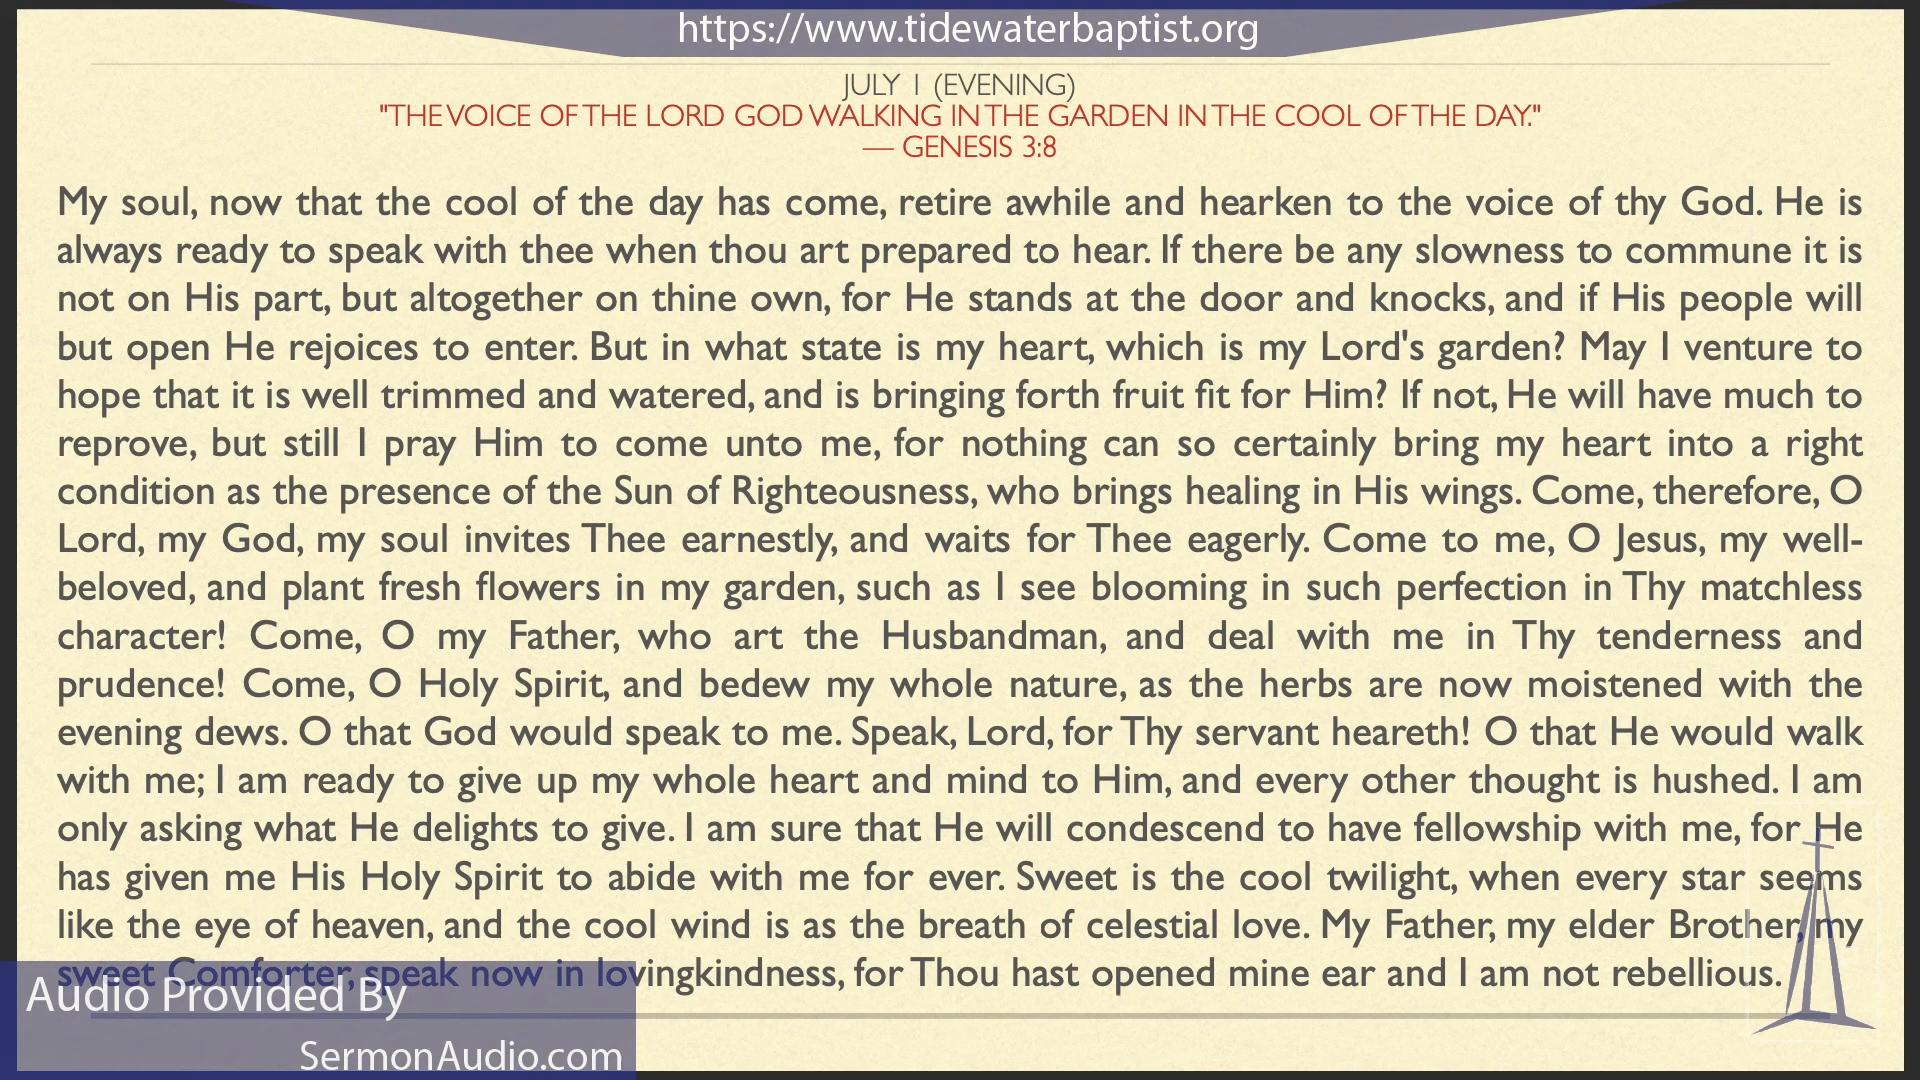 https://www.tidewaterbaptist.org
JULY 1 (EVENING)
"THE VOICE OF THE LORD GOD WALKING IN THE GARDEN IN THE COOL OF THE DAY."
— GENESIS 3:8
My soul, now that the cool of the day has come, retire awhile and hearken to the voice of thy God. He is
always ready to speak with thee when thou art prepared to hear. If there be any slowness to commune it is
not on His part, but altogether on thine own, for He stands at the door and knocks, and if His people will
but open He rejoices to enter. But in what state is my heart, which is my Lord's garden? May I venture to
hope that it is well trimmed and watered, and is bringing forth fruit fit for Him? If not, He will have much to
reprove, but still I pray Him to come unto me, for nothing can so certainly bring my heart into a right
condition as the presence of the Sun of Righteousness, who brings healing in His wings. Come, therefore, O
Lord, my God, my soul invites Thee earnestly, and waits for Thee eagerly. Come to me, O Jesus, my well-
beloved, and plant fresh flowers in my garden, such as I see blooming in such perfection in Thy matchless
character! Come, O my Father, who art the Husbandman, and deal with me in Thy tenderness and
prudence! Come, O Holy Spirit, and bedew my whole nature, as the herbs are now moistened with the
evening dews. O that God would speak to me. Speak, Lord, for Thy servant heareth! O that He would walk
with me; I am ready to give up my whole heart and mind to Him, and every other thought is hushed. I am
only asking what He delights to give. I am sure that He will condescend to have fellowship with me, for He
has given me His Holy Spirit to abide with me for ever. Sweet is the cool twilight, when every star seems
like the eye of heaven, and the cool wind is as the breath of celestial love. My Father, my elder Brother, my
sweet Comforter, speak now in lovingkindness, for Thou hast opened mine ear and I am not rebellious.
Audio Provided By
SermonAudio.com